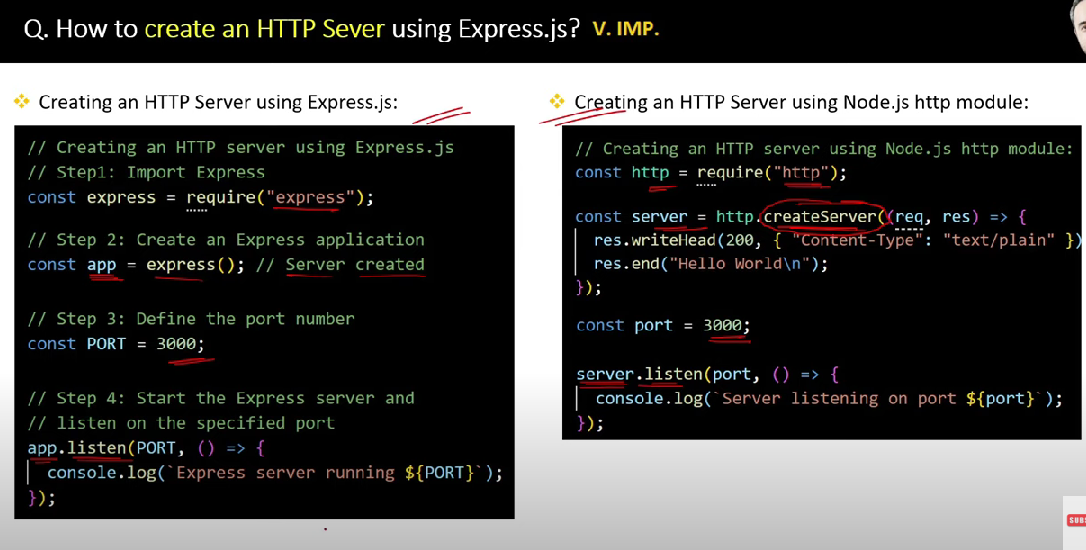 Q. How to create an HTTP Sever using Express.js? V. IMP.
Creating an HTTP Server using Express.js:
// Creating an HTTP server using Express.js
// Step1: Import Express
const express = require("express");
// Step 2: Create an Express application
const app = express(); // Server created
// Step 3: Define the port number
const PORT = 3000;
// Step 4: Start the Express server and
// listen on the specified port
app.listen(PORT, () => {
console.log(`Express server running ${PORT}`);
});
Creating an HTTP Server using Node.js http module:
// Creating an HTTP server using Node.js http module:
const http = require("http");
const server = http.createServer((req, res) => {
res.writeHead(200, { "Content-Type": "text/plain" })
res.end("Hello World\n");
});
const port = 3000;
server.listen(port, () => {
console.log(`Server listening on port ${port}`);
});
SUBS